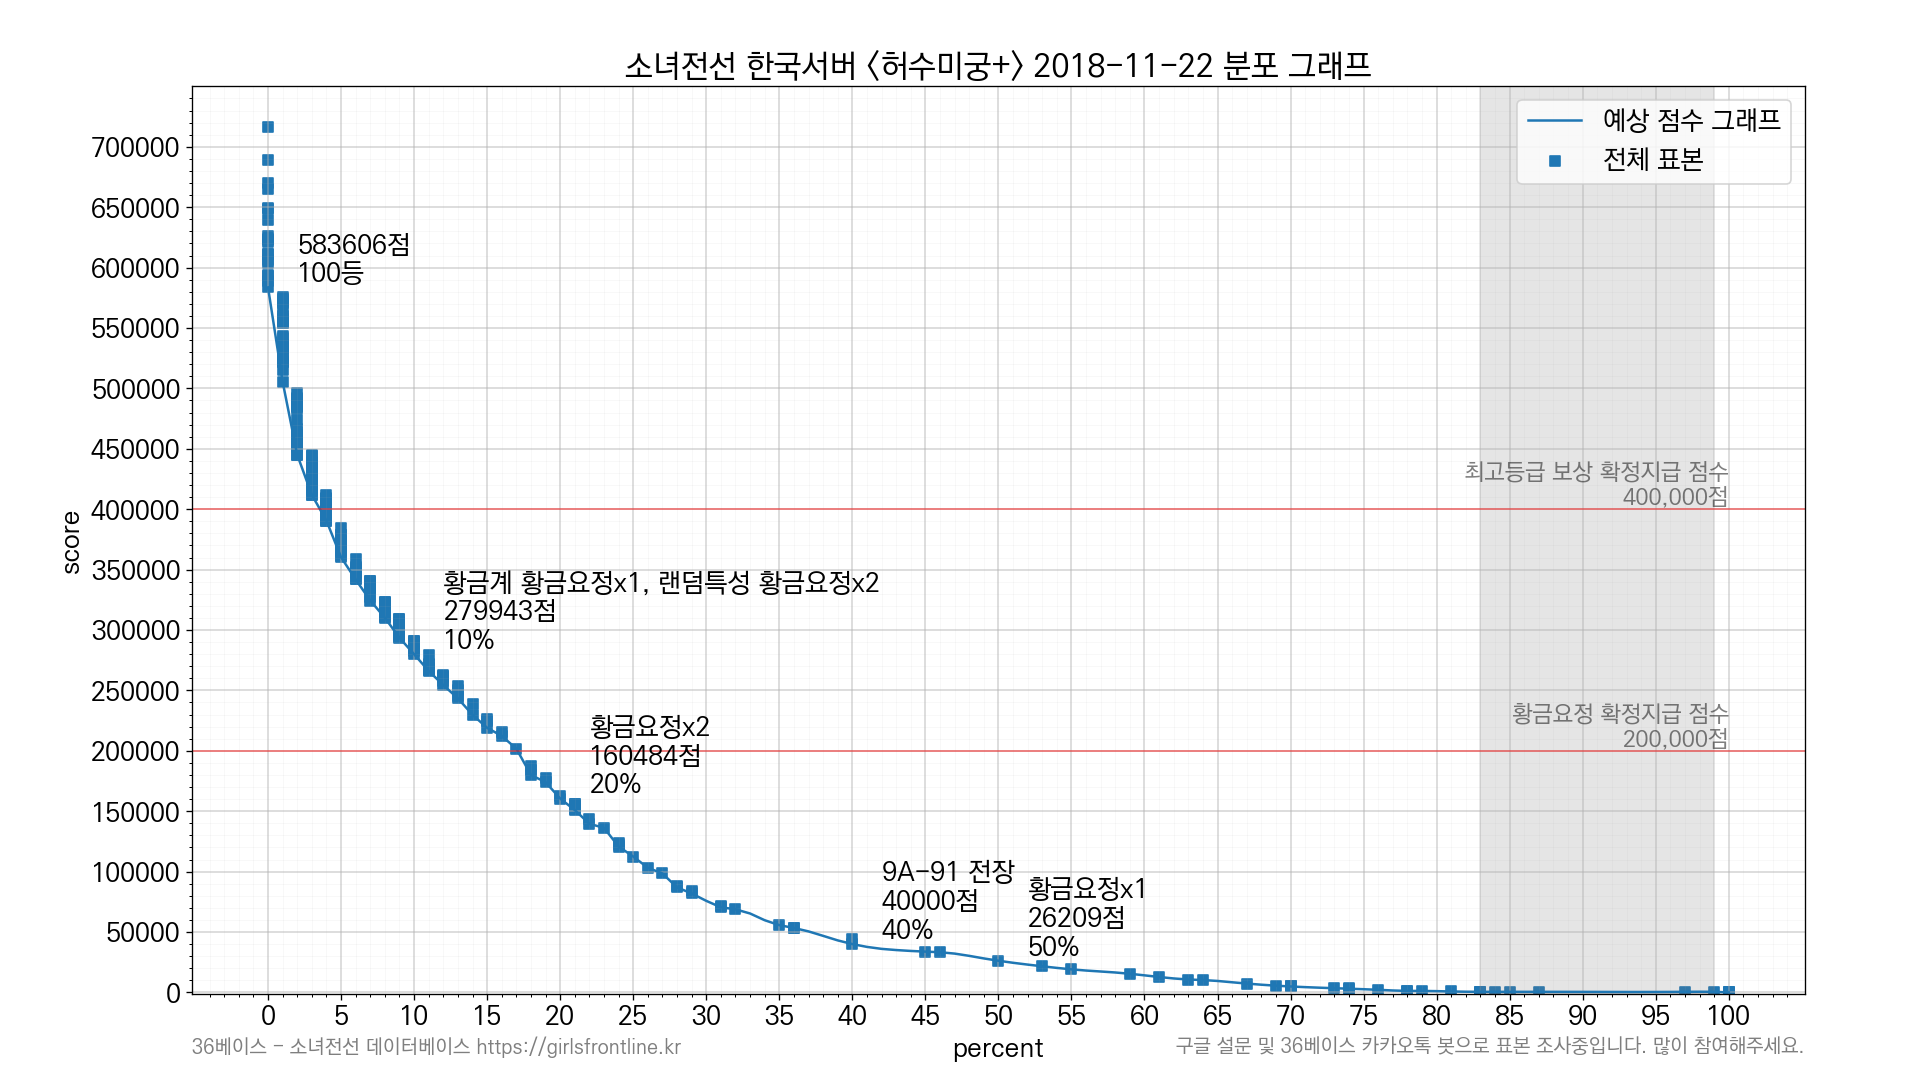 소녀전선 한국서버 <허수미궁+> 2018-11-22 분포 그래프
예상 점수 그래프
전체 표본
700000
650000
600000
550000
500000
450000
400000
350000
300000
250000
200000
150000
100000
50000
0
score
583606점
100등
최고등급 보상 확정지급 점수
400,000점
황금계 황금요정x1, 랜덤특성 황금요정x2
279943점
10%
황금요정 확정지급 점수
200,000점
황금요정x2
160484점
20%
9A-91 전장
40000점
40%
황금요정x1
26209점
50%
0 5 10 15 20 25 30 35 40 45 50 55 60 65 70 75 80 85 90 95 100
percent
36베이스 - 소녀전선 데이터베이스 https://girlsfrontline.kr
구글 설문 및 36베이스 카카오톡 봇으로 표본 조사중입니다. 많이 참여해주세요.